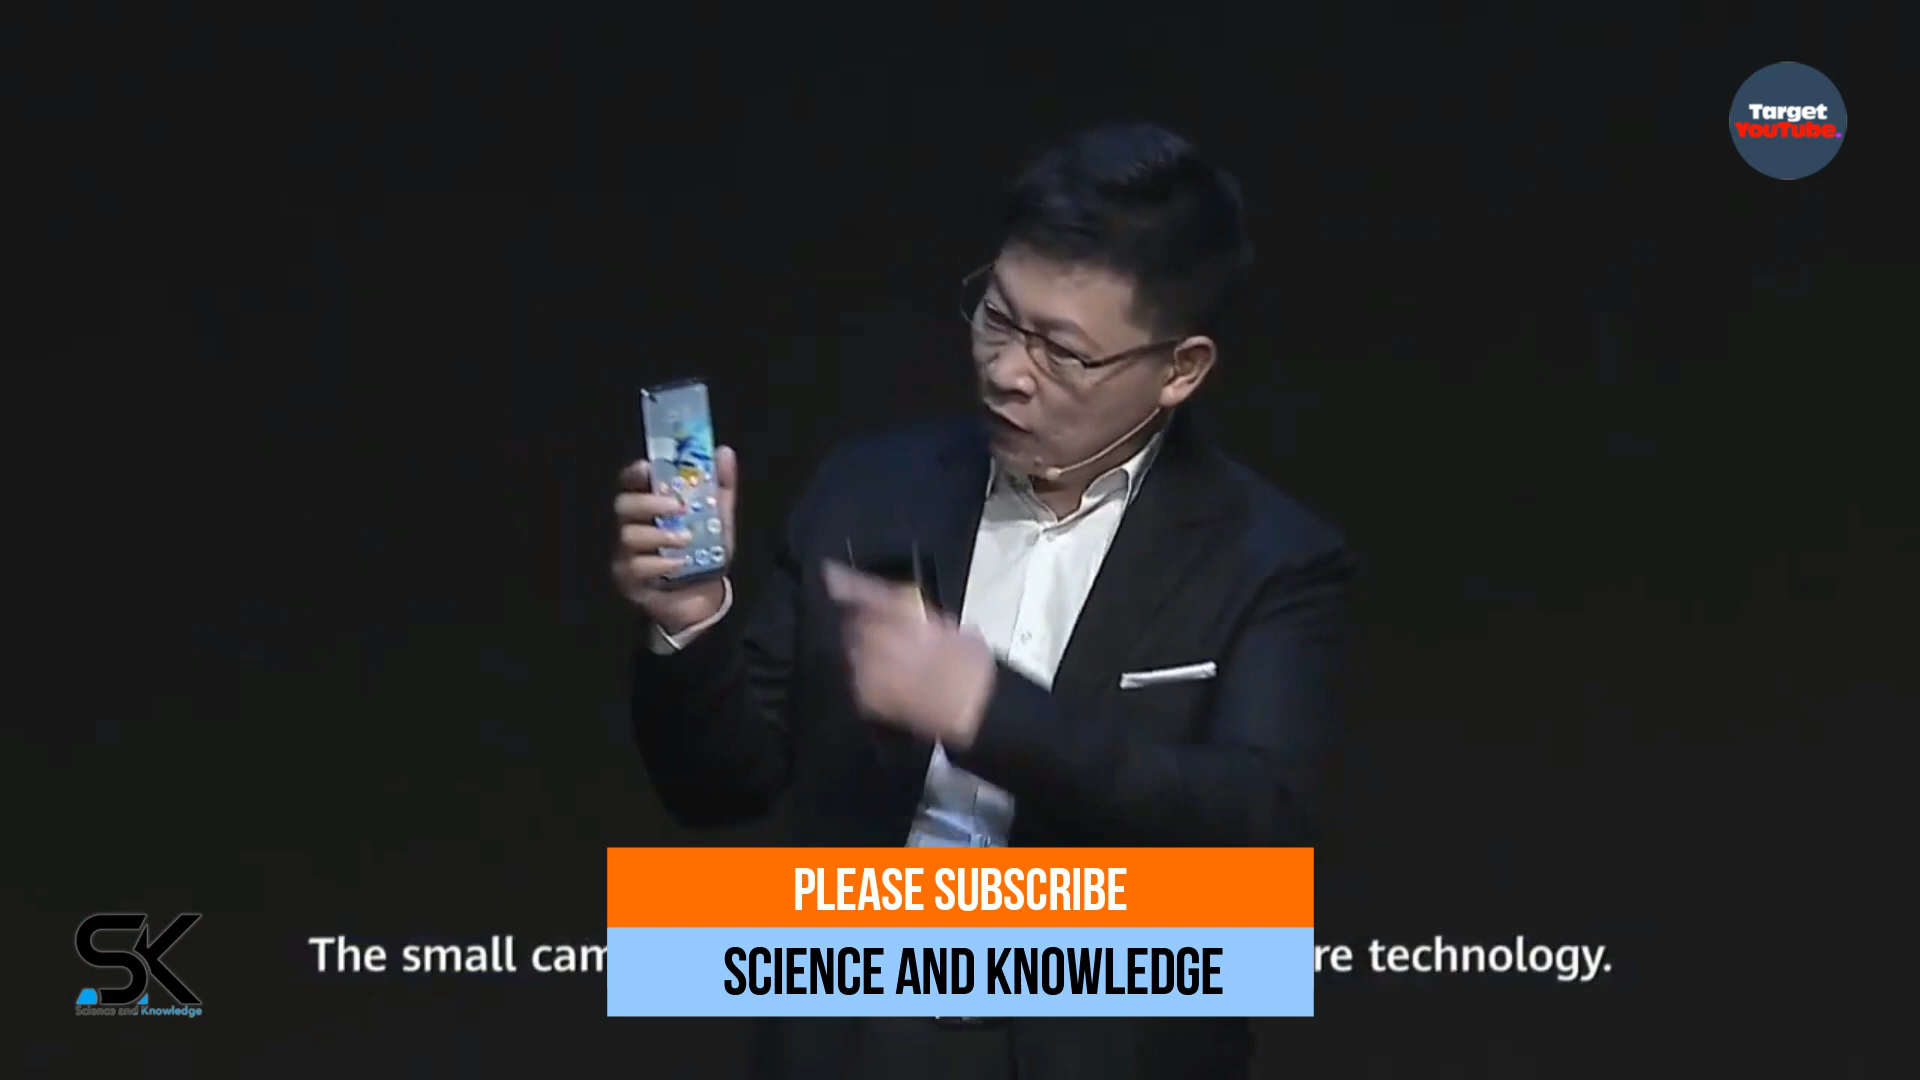 Target
YouTube.
PLEASE SUBSCRIBE
The small cam
re technology.
SCIENCE AND KNOWLEDGE
SK
Science and Knowledge